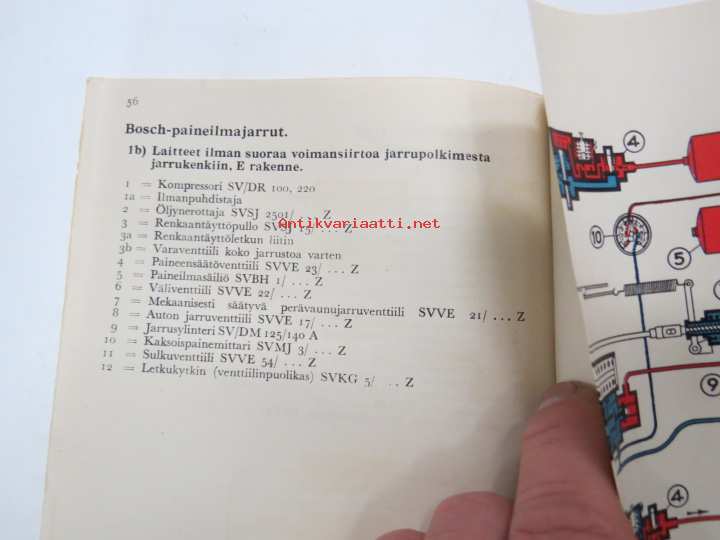 56
Bosch-paineilmajarrut.
1b) Laitteet ilman suoraa voimansiirtoa jarrupolkimesta
jarrukenkiin, E rakenne.
1 = Kompressori SV/DR 100, 220
1a = Ilmanpuhdistaja
2 = Öljynerottaja SVSJ 2501/ ... Z
3 = Renkaantäyttöpullo SVSJ 13/ ... Z
3a = Renkaantäyttöletkun liitin
3b = Varaventtiili koko jarrustoa varten
4 = Paineensäätöventtiili SVVE 23/ ... Z
5 = Paineilmasäiliö SVBH 1/ ... Z
6 = Väliventtiili SVVE 22/ ... Z
7 = Mekaanisesti säätyvä perävaunujarruventtiili SVVE 21/ ... Z
8 = Auton jarruventtiili SVVE 17/ ... Z
9 = Jarrusylinteri SV/DM 125/140 A
10 = Kaksoispainemittari SVMJ 3/ ... Z
11 = Sulkuventtiili SVVE 54/ ... Z
12 = Letkukytkin (venttiilinpuolikas) SVKG 5/ .. Z
Antikvariaatti.net
4
10
5
9
4